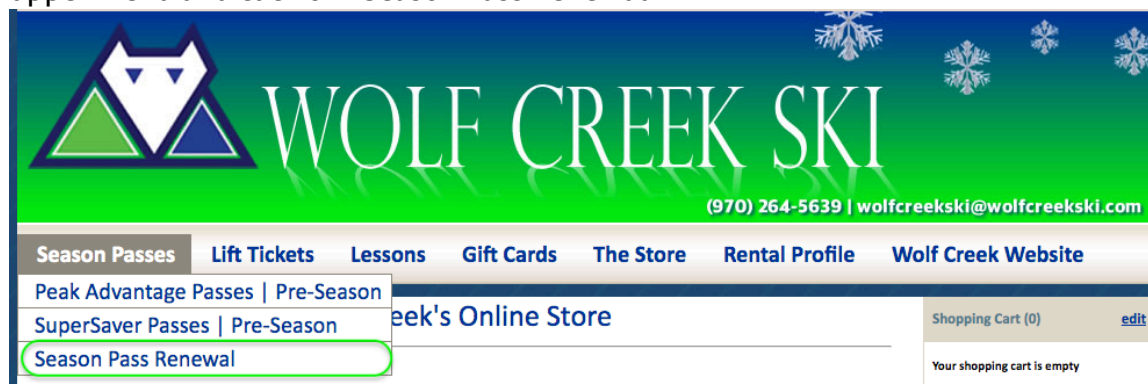 WOLF CREEK SKI
(970) 264-5639 | wolfcreekski@wolfcreekski.com
Season Passes Lift Tickets Lessons Gift Cards The Store Rental Profile Wolf Creek Website
Peak Advantage Passes | Pre-Season
SuperSaver Passes | Pre-Season
eek's Online Store
Season Pass Renewal
Shopping Cart (0) edit
Your shopping cart is empty